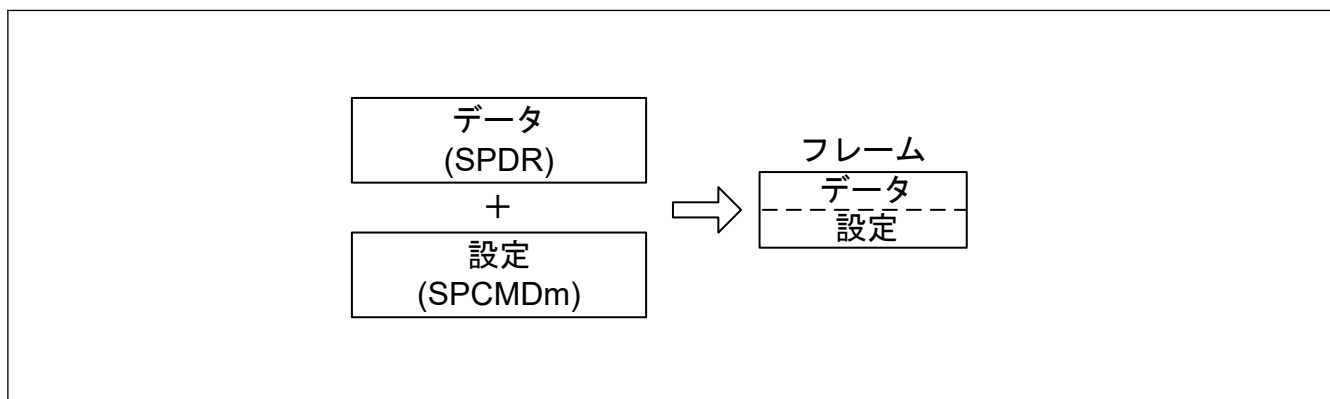 データ
(SPDR)
+
設定
(SPCMDm)
フレーム
データ
設定